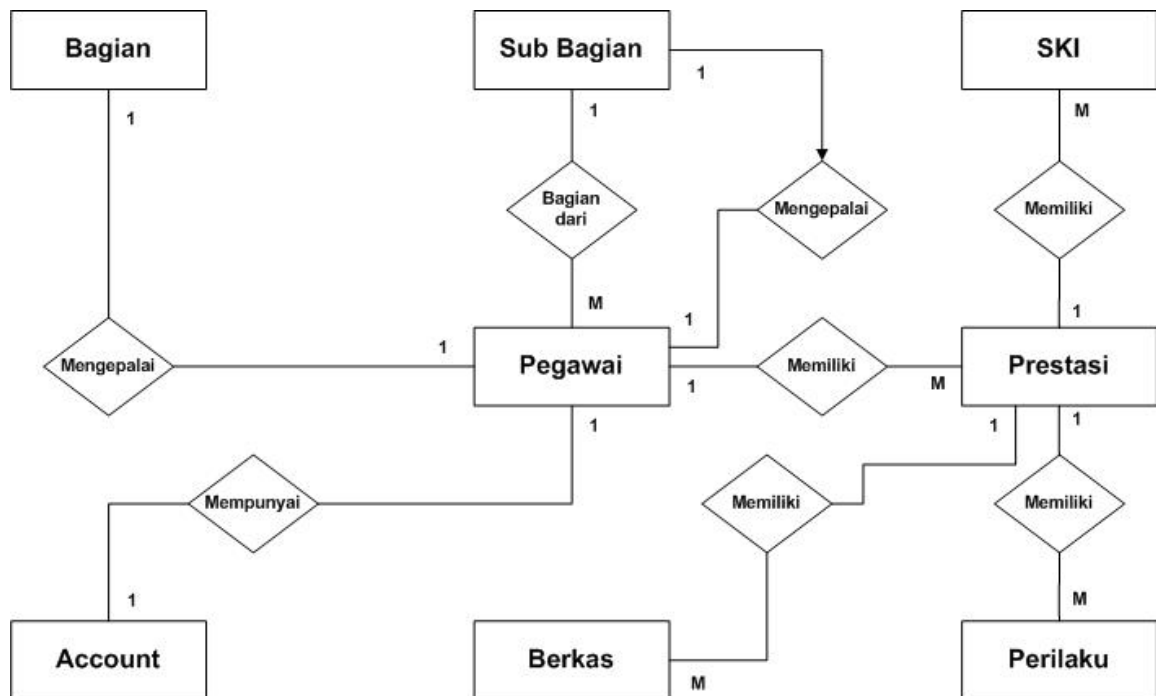 Bagian
Sub Bagian
SKI
1
1
1
M
Bagian
dari
Mengepalai
Memiliki
M
1
1
Mengepalai
1
Pegawai
1
Memiliki
M
Prestasi
1
1
1
Mempunyai
Memiliki
Memiliki
1
M
Account
Berkas
M
Perilaku